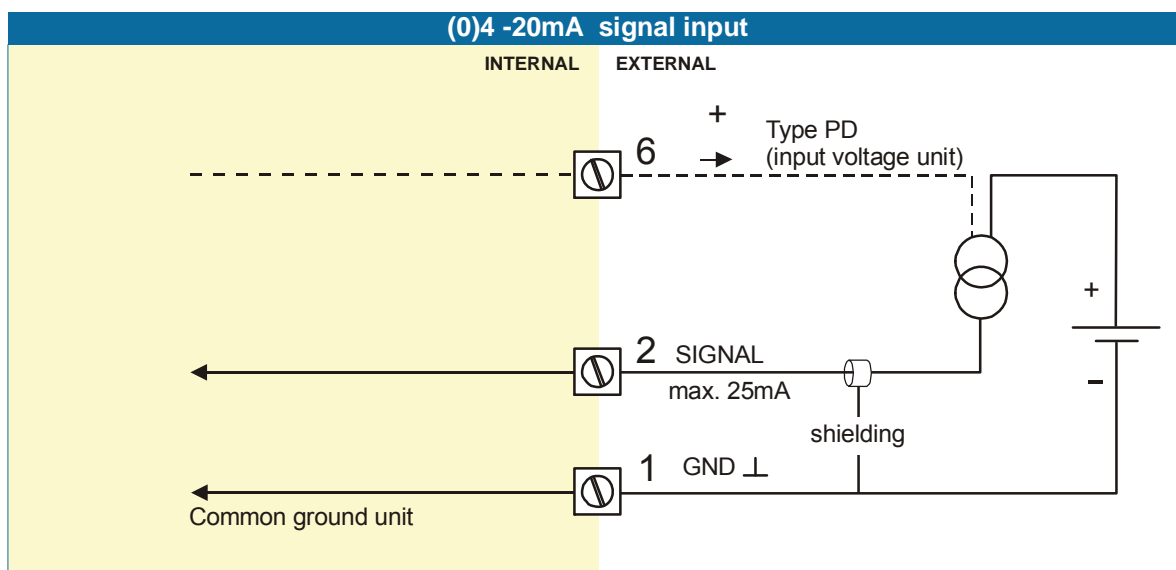 (0)4 -20mA signal input
INTERNAL
EXTERNAL
+
Type PD
6
(input voltage unit)
+
2 SIGNAL
max. 25mA
-
shielding
1 GND ⊥
Common ground unit